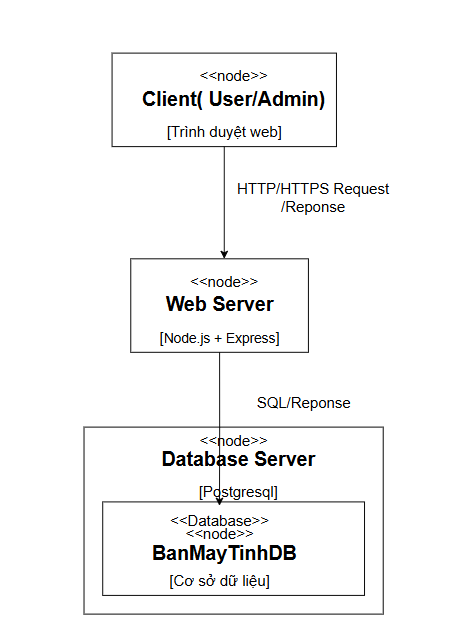 <<node>>
Client( User/Admin)
[Trình duyệt web]
HTTP/HTTPS Request
/Reponse
<<node>>
Web Server
[Node.js + Express]
SQL/Reponse
<<node>>
Database Server
[Postgresql]
<<Database>>
<<node>>
BanMayTinhDB
[Cơ sở dữ liệu]